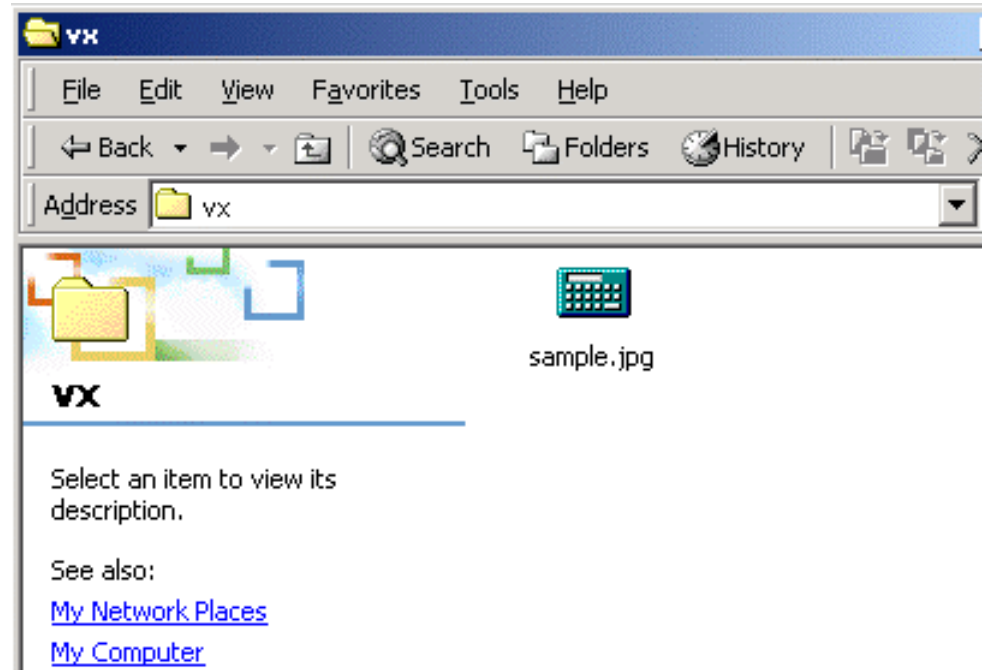 vx
File Edit View Favorites Tools Help
Back Search Folders History
Address vx
sample.jpg
vx
Select an item to view its
description.
See also:
My Network Places
My Computer